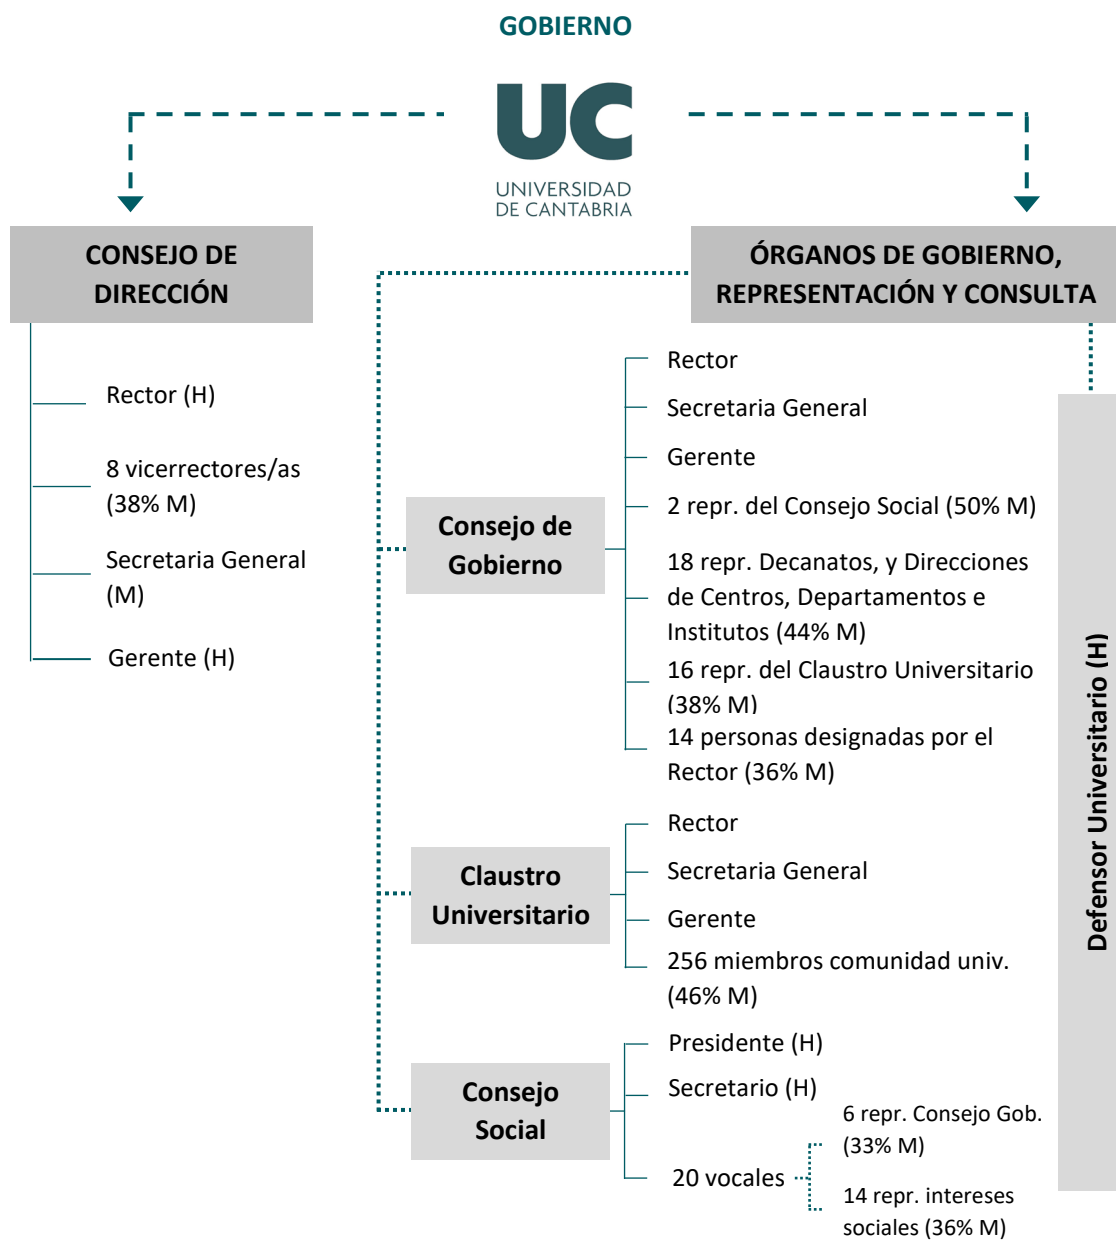 GOBIERNO
UC
UNIVERSIDAD
DE CANTABRIA
CONSEJO DE
DIRECCIÓN
Rector (H)
8 vicerrectores/as
(38% M)
Secretaria General
(M)
Gerente (H)
ÓRGANOS DE GOBIERNO,
REPRESENTACIÓN Y CONSULTA
Consejo de
Gobierno
Rector
Secretaria General
Gerente
2 repr. del Consejo Social (50% M)
18 repr. Decanatos, y Direcciones
de Centros, Departamentos e
Institutos (44% M)
16 repr. del Claustro Universitario
(38% M)
14 personas designadas por el
Rector (36% M)
Claustro
Universitario
Rector
Secretaria General
Gerente
256 miembros comunidad univ.
(46% M)
Consejo
Social
Presidente (H)
Secretario (H)
20 vocales
6 repr. Consejo Gob.
(33% M)
14 repr. intereses
sociales (36% M)
Defensor Universitario (H)